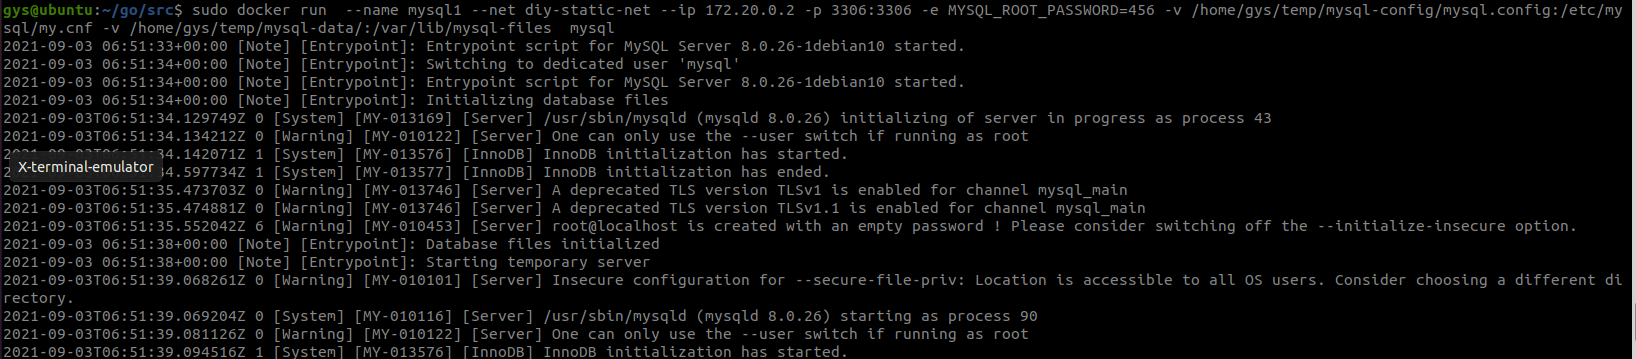 gys@ubuntu:~/go/src$ sudo docker run  --name mysql1 --net diy-static-net --ip 172.20.0.2 -p 3306:3306 -e MYSQL_ROOT_PASSWORD=456 -v /home/gys/temp/mysql-config/mysql.config:/etc/my
sql/my.cnf -v /home/gys/temp/mysql-data/:/var/lib/mysql-files  mysql
2021-09-03 06:51:33+00:00 [Note] [Entrypoint]: Entrypoint script for MySQL Server 8.0.26-1debian10 started.
2021-09-03 06:51:34+00:00 [Note] [Entrypoint]: Switching to dedicated user 'mysql'
2021-09-03 06:51:34+00:00 [Note] [Entrypoint]: Entrypoint script for MySQL Server 8.0.26-1debian10 started.
2021-09-03 06:51:34+00:00 [Note] [Entrypoint]: Initializing database files
2021-09-03T06:51:34.129749Z 0 [System] [MY-013169] [Server] /usr/sbin/mysqld (mysqld 8.0.26) initializing of server in progress as process 43
2021-09-03T06:51:34.134212Z 0 [Warning] [MY-010122] [Server] One can only use the --user switch if running as root
2021-09-03T06:51:34.142071Z 1 [System] [MY-013576] [InnoDB] InnoDB initialization has started.
X-terminal-emulator
4.597734Z 1 [System] [MY-013577] [InnoDB] InnoDB initialization has ended.
2021-09-03T06:51:35.473703Z 0 [Warning] [MY-013746] [Server] A deprecated TLS version TLSv1 is enabled for channel mysql_main
2021-09-03T06:51:35.474881Z 0 [Warning] [MY-013746] [Server] A deprecated TLS version TLSv1.1 is enabled for channel mysql_main
2021-09-03T06:51:35.552042Z 6 [Warning] [MY-010453] [Server] root@localhost is created with an empty password ! Please consider switching off the --initialize-insecure option.
2021-09-03 06:51:38+00:00 [Note] [Entrypoint]: Database files initialized
2021-09-03 06:51:38+00:00 [Note] [Entrypoint]: Starting temporary server
2021-09-03T06:51:39.068261Z 0 [Warning] [MY-010101] [Server] Insecure configuration for --secure-file-priv: Location is accessible to all OS users. Consider choosing a different di
rectory.
2021-09-03T06:51:39.069204Z 0 [System] [MY-010116] [Server] /usr/sbin/mysqld (mysqld 8.0.26) starting as process 90
2021-09-03T06:51:39.081126Z 0 [Warning] [MY-010122] [Server] One can only use the --user switch if running as root
2021-09-03T06:51:39.094516Z 1 [System] [MY-013576] [InnoDB] InnoDB initialization has started.